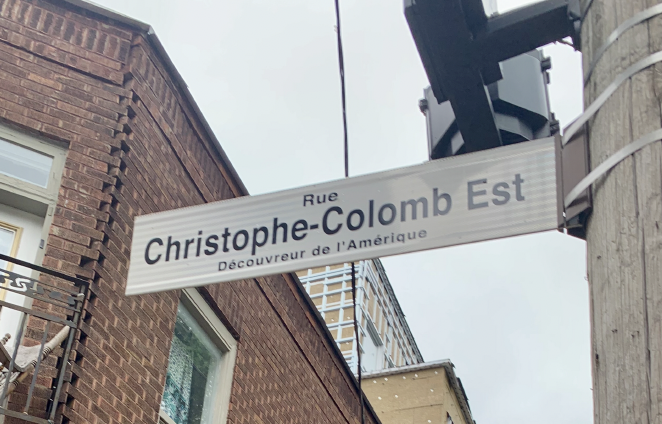 Rue
Christophe-Colomb Est
Découvreur de l'Amérique